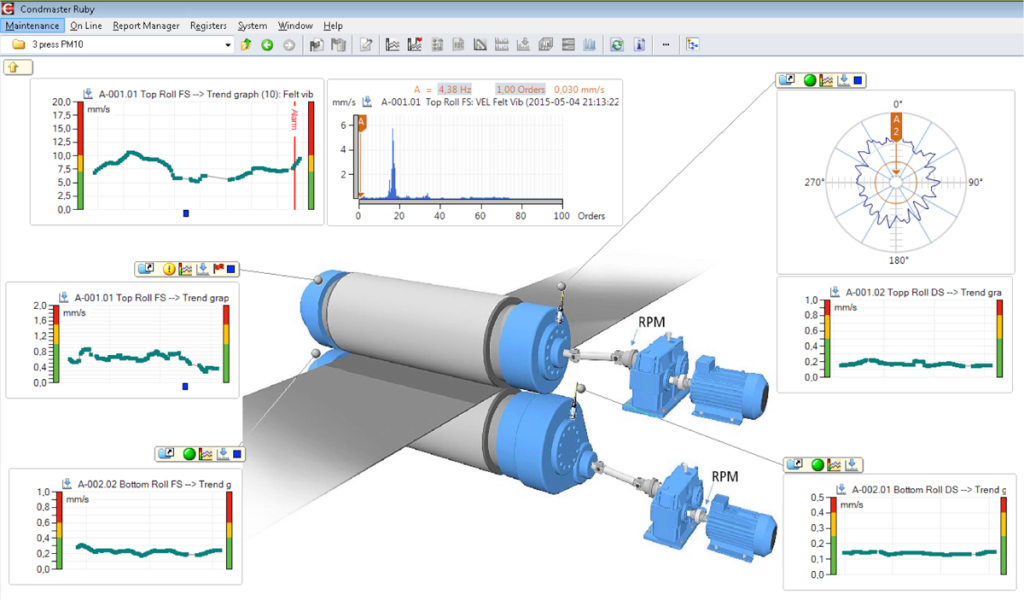 Condmaster Ruby
Maintenance On Line Report Manager Registers System Window Help
3 press PM10
A-001.01 Top Roll FS --> Trend graph (10): Felt vib
mm/s
20,0
17,5
15,0
12,5
10,0
7,5
5,0
2,5
0,0
Alarm
A = 4,38 Hz 1,00 Orders 0,030 mm/s
mm/s A-001.01 Top Roll FS: VEL Felt Vib (2015-05-04 21:13:22
A
6
4
2
0 20 40 60 80 100 Orders
0°
A
2
270° 90°
180°
A-001.01 Top Roll FS --> Trend grap
mm/s
2,0
1,6
1,2
0,8
0,4
0,0
A-001.02 Topp Roll DS --> Trend gra
mm/s
1,0
0,8
0,6
0,4
0,2
0,0
RPM
A-002.02 Bottom Roll FS --> Trend g
mm/s
1,0
0,8
0,6
0,4
0,2
0,0
RPM
A-002.01 Bottom Roll DS --> Trend g
mm/s
0,5
0,4
0,3
0,2
0,1
0,0